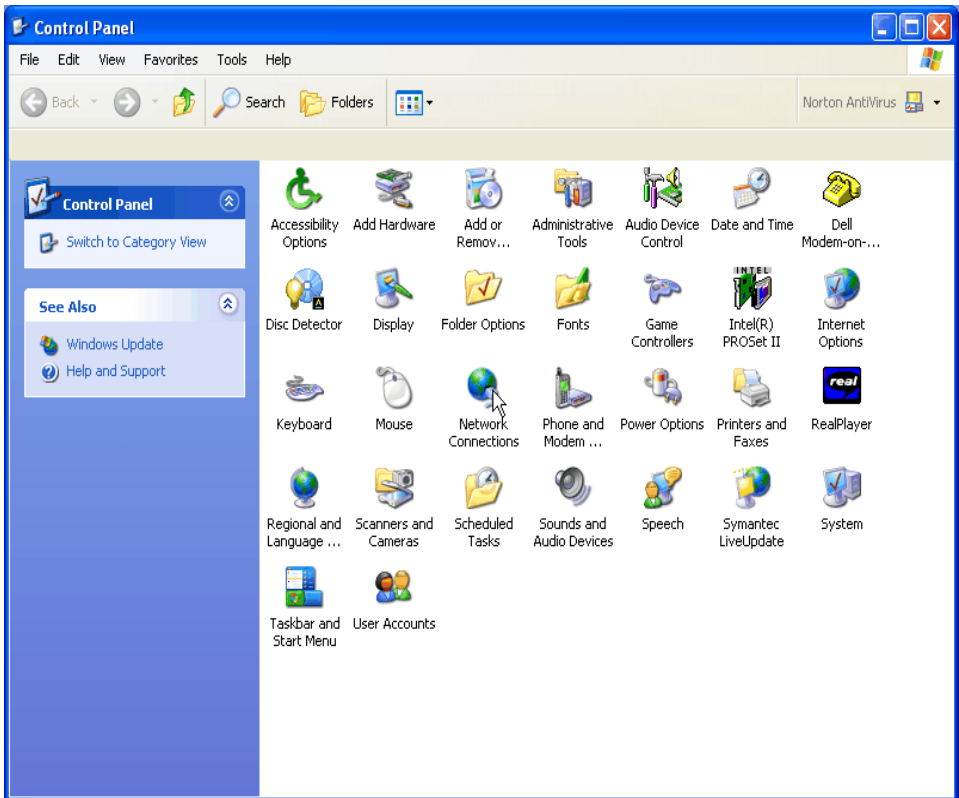 Control Panel
File Edit View Favorites Tools Help
Back Search Folders Norton AntiVirus
Control Panel
Switch to Category View
See Also
Windows Update
Help and Support
Accessibility Options
Add Hardware
Add or Remov...
Administrative Tools
Audio Device Control
Date and Time
Dell Modem-on-...
Disc Detector
Display
Folder Options
Fonts
Game Controllers
INTEL
Intel(R) PROSet II
Internet Options
Keyboard
Mouse
Network Connections
Phone and Modem ...
Power Options
Printers and Faxes
real
RealPlayer
Regional and Language ...
Scanners and Cameras
Scheduled Tasks
Sounds and Audio Devices
Speech
Symantec LiveUpdate
System
Taskbar and Start Menu
User Accounts